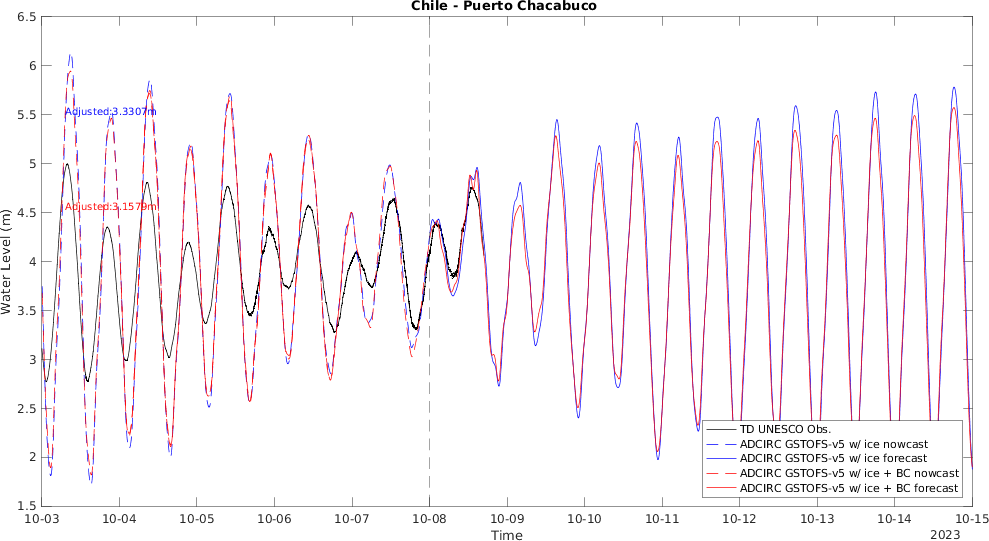 Chile - Puerto Chacabuco
6.5
6
5.5
5
4.5
4
3.5
3
2.5
2
1.5
Water Level (m)
Adjusted:3.3307m
Adjusted:3.1579m
TD UNESCO Obs.
ADCIRC GSTOFS-v5 w/ ice nowcast
ADCIRC GSTOFS-v5 w/ ice forecast
ADCIRC GSTOFS-v5 w/ ice + BC nowcast
ADCIRC GSTOFS-v5 w/ ice + BC forecast
10-03 10-04 10-05 10-06 10-07 10-08 10-09 10-10 10-11 10-12 10-13 10-14 10-15
Time
2023